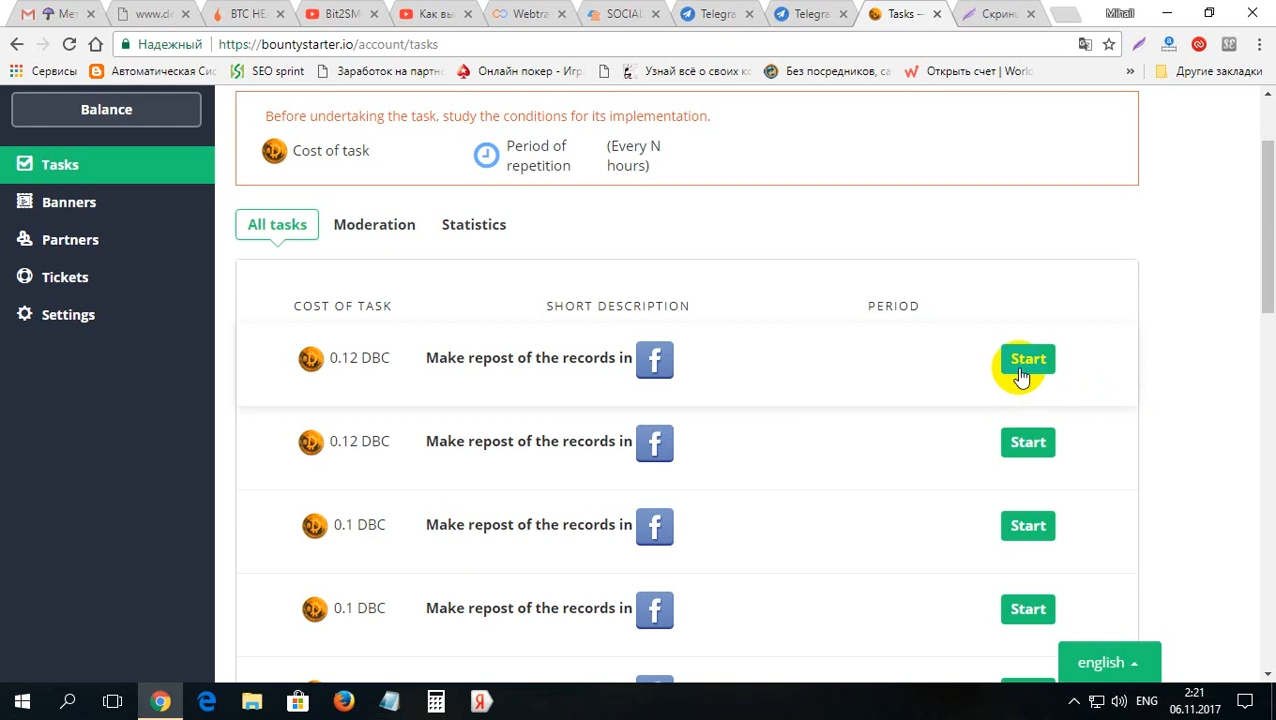 Мет
www.de
BTC HE
Bit2SM
Как вы
Webtra
SOCIAL
Telegra
Telegra
Tasks —
Скрин
Mihail
Надежный
https://bountystarter.io/account/tasks
Сервисы
Автоматическая Си
SEO sprint
Заработок на партн
Онлайн покер - Игр
Узнай всё о своих ко
Без посредников, са
Открыть счет | Worl
»
Другие закладки
Balance
Tasks
Banners
Partners
Tickets
Settings
Before undertaking the task, study the conditions for its implementation.
Cost of task
Period of
repetition
(Every N
hours)
All tasks
Moderation
Statistics
COST OF TASK
SHORT DESCRIPTION
PERIOD
0.12 DBC
Make repost of the records in
Start
0.12 DBC
Make repost of the records in
Start
0.1 DBC
Make repost of the records in
Start
0.1 DBC
Make repost of the records in
Start
english
ENG
2:21
06.11.2017